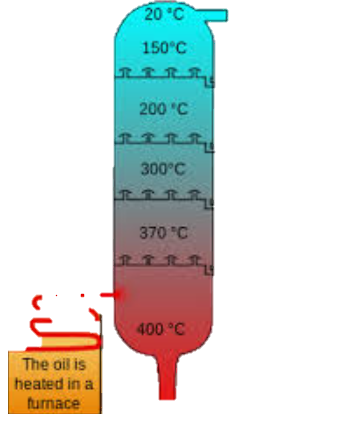 20 °C
150°C
200 °C
300°C
370 °C
400 °C
The oil is
heated in a
furnace